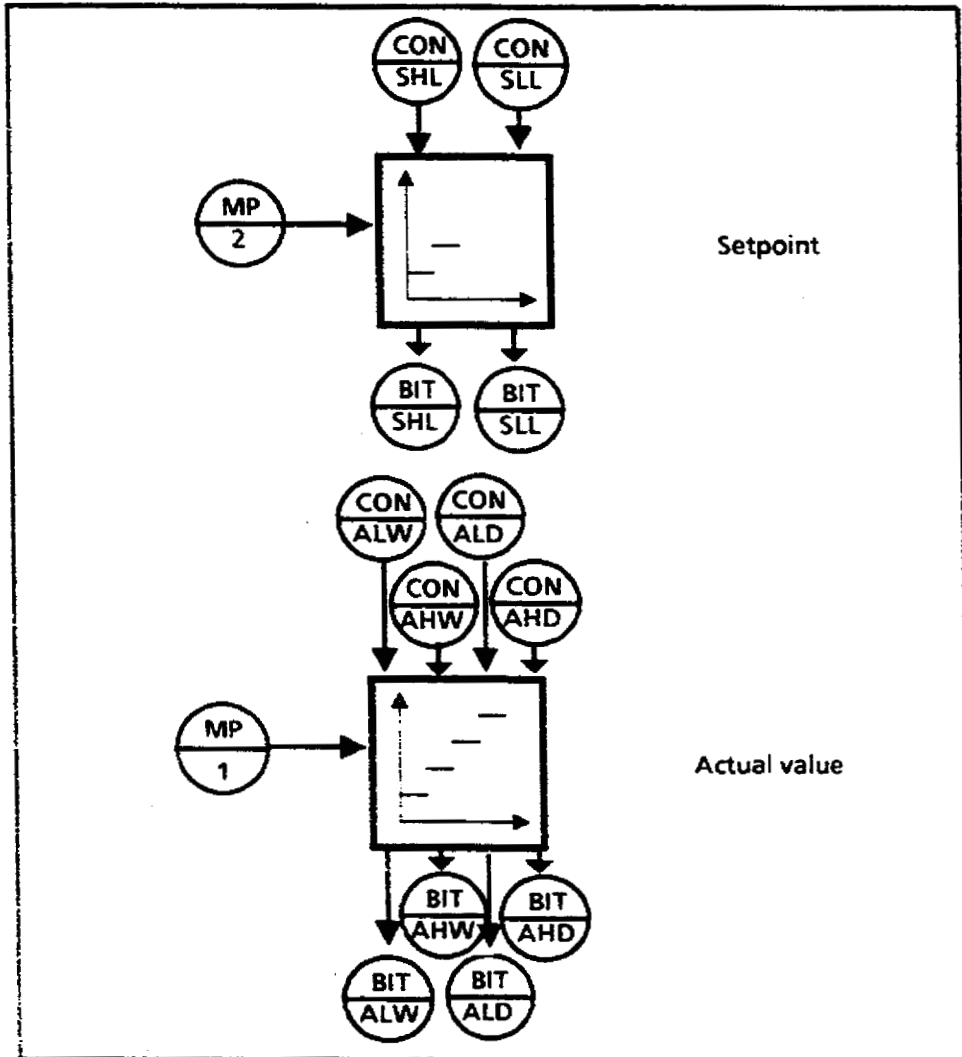 CON CON
SHL SLL
MP
2
Setpoint
BIT BIT
SHL SLL
CON CON
ALW ALD
CON CON
AHW AHD
MP
1
Actual value
BIT BIT
AHW AHD
BIT BIT
ALW ALD